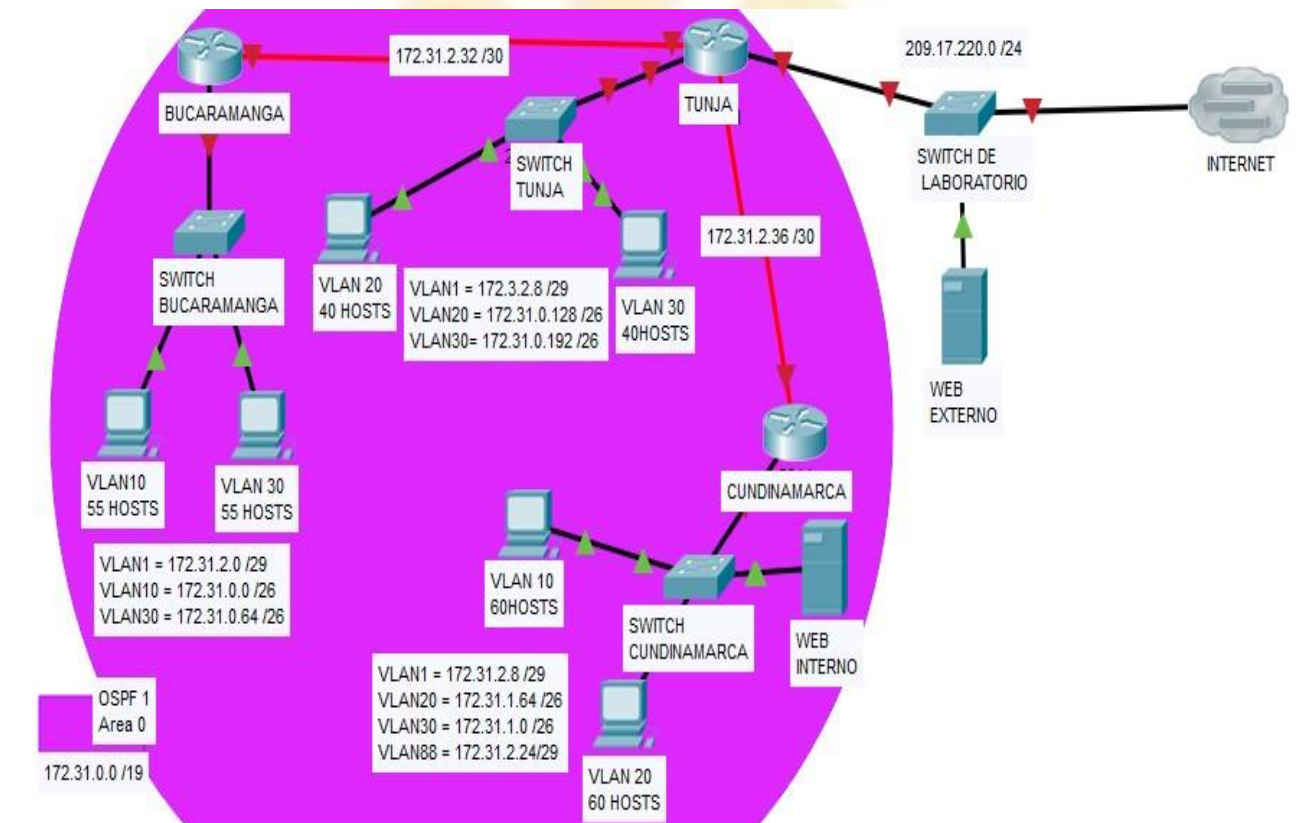 172.31.2.32 /30
209.17.220.0 /24
BUCARAMANGA
TUNJA
SWITCH
TUNJA
SWITCH DE
LABORATORIO
INTERNET
172.31.2.36 /30
SWITCH
BUCARAMANGA
VLAN 20
40 HOSTS
VLAN1 = 172.3.2.8 /29
VLAN20 = 172.31.0.128 /26
VLAN30= 172.31.0.192 /26
VLAN 30
40HOSTS
WEB
EXTERNO
VLAN10
55 HOSTS
VLAN 30
55 HOSTS
CUNDINAMARCA
VLAN1 = 172.31.2.0 /29
VLAN10 = 172.31.0.0 /26
VLAN30 = 172.31.0.64 /26
VLAN 10
60HOSTS
SWITCH
CUNDINAMARCA
WEB
INTERNO
VLAN1 = 172.31.2.8 /29
VLAN20 = 172.31.1.64 /26
VLAN30 = 172.31.1.0 /26
VLAN88 = 172.31.2.24/29
OSPF 1
Area 0
172.31.0.0 /19
VLAN 20
60 HOSTS